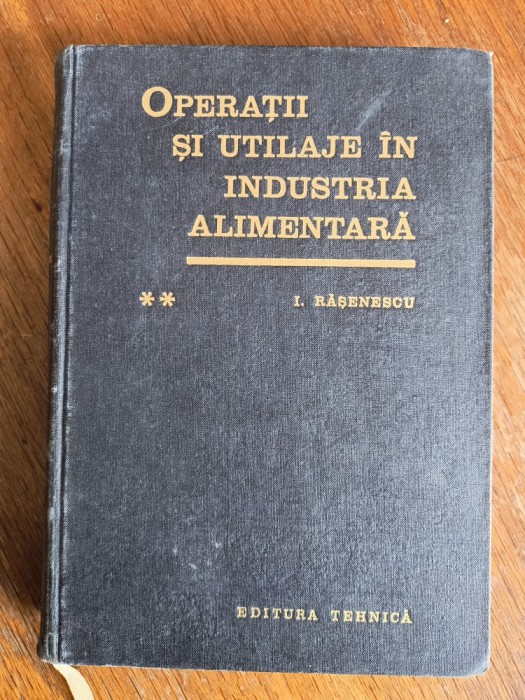 OPERAȚII
ȘI UTILAJE ÎN
INDUSTRIA
ALIMENTARĂ
** I. RĂȘENESCU
EDITURA TEHNICĂ